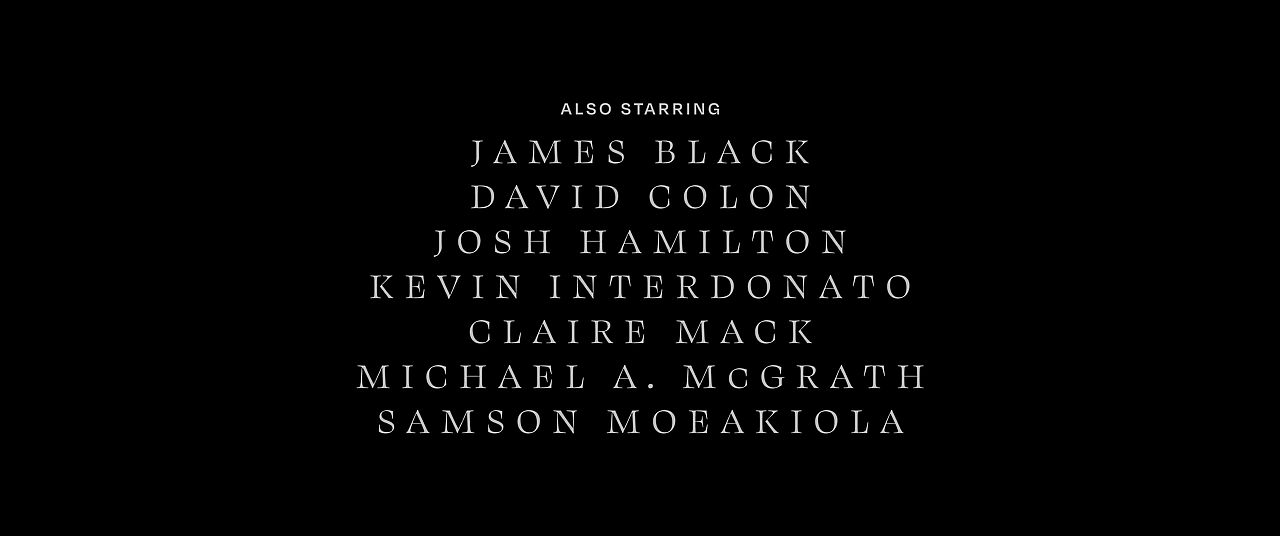 ALSO STARRING
JAMES BLACK
DAVID COLON
JOSH HAMILTON
KEVIN INTERDONATO
CLAIRE MACK
MICHAEL A. McGRATH
SAMSON MOEAKIOLA